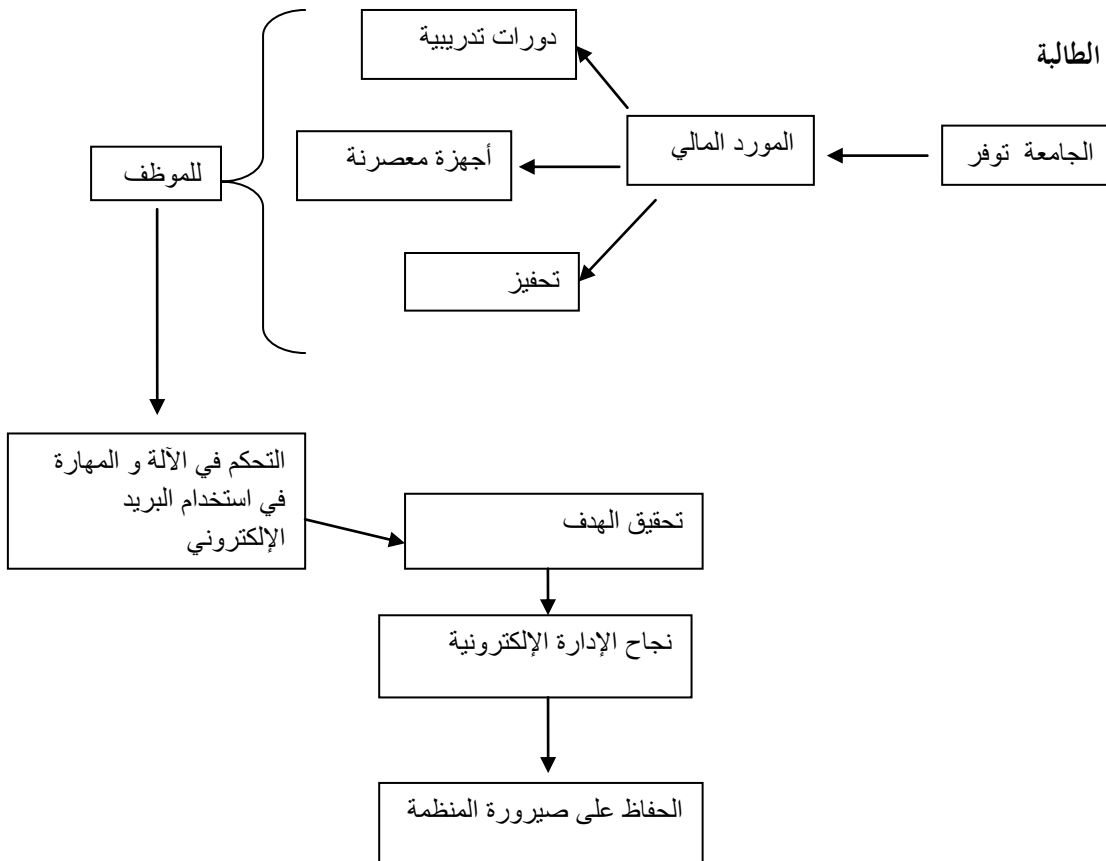 الطالبة
دورات تدريبية
الجامعة توفر
المورد المالي
أجهزة معصرنة
للموظف
تحفيز
التحكم في الآلة و المهارة
في استخدام البريد
الإلكتروني
تحقيق الهدف
نجاح الإدارة الإلكترونية
الحفاظ على صيرورة المنظمة